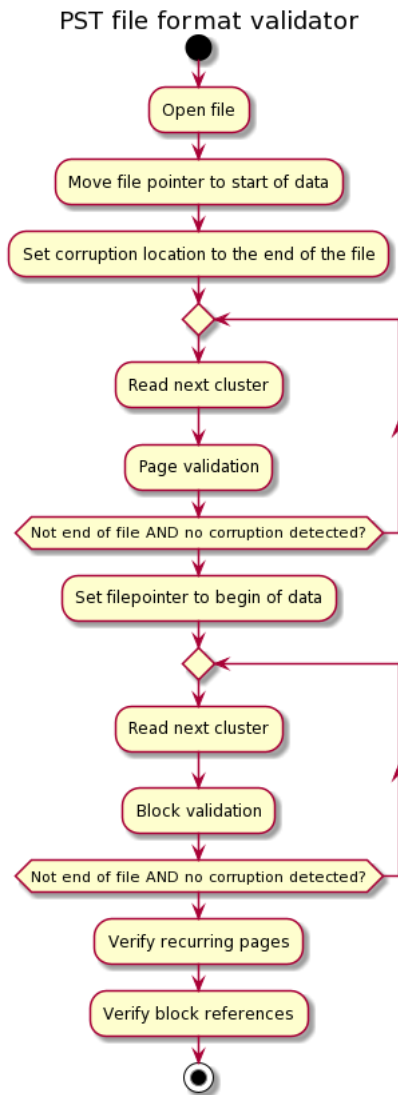 PST file format validator
Open file
Move file pointer to start of data
Set corruption location to the end of the file
Read next cluster
Page validation
Not end of file AND no corruption detected?
Set filepointer to begin of data
Read next cluster
Block validation
Not end of file AND no corruption detected?
Verify recurring pages
Verify block references